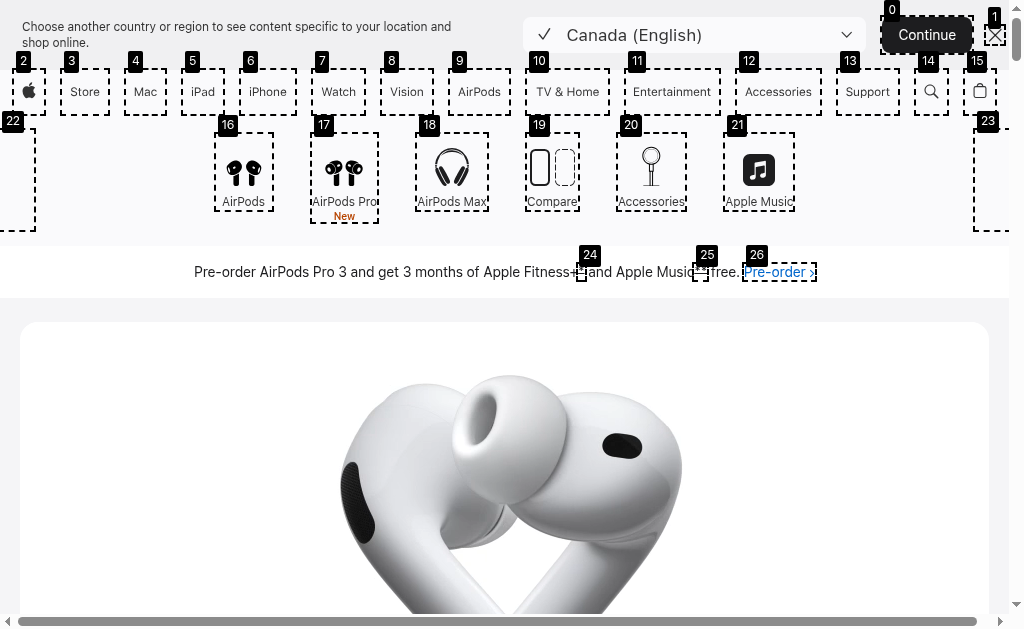 Choose another country or region to see content specific to your location and
shop online.
Canada (English)
Continue
0
1
2
3
4
5
6
7
8
9
10
11
12
13
14
15
Store
Mac
iPad
iPhone
Watch
Vision
AirPods
TV & Home
Entertainment
Accessories
Support
22
16
17
18
19
20
21
23
AirPods
AirPods Pro
AirPods Max
Compare
Accessories
Apple Music
New
24
25
26
Pre-order AirPods Pro 3 and get 3 months of Apple Fitness+* and Apple Music** free. Pre-order ›